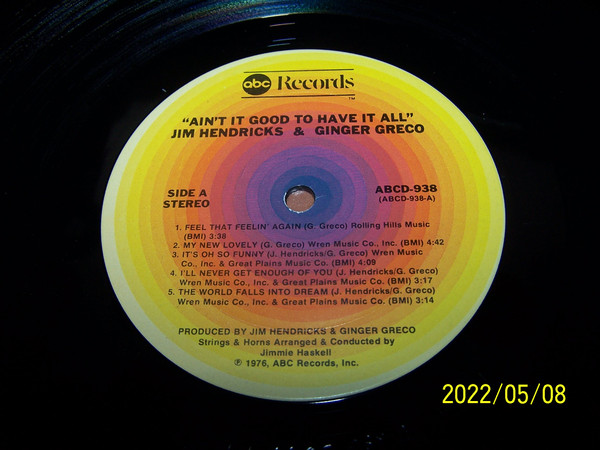 abc Records
TM
"AIN'T IT GOOD TO HAVE IT ALL"
JIM HENDRICKS & GINGER GRECO
SIDE A
STEREO
ABCD-938
(ABCD-938-A)
1. FEEL THAT FEELIN' AGAIN (G. Greco) Rolling Hills Music
(BMI) 3:38
2. MY NEW LOVELY (G. Greco) Wren Music Co., Inc. (BMI) 4:42
3. IT'S OH SO FUNNY (J. Hendricks/G. Greco) Wren Music
Co., Inc. & Great Plains Music Co. (BMI) 4:09
4. I'LL NEVER GET ENOUGH OF YOU (J. Hendricks/G. Greco)
Wren Music Co., Inc. & Great Plains Music Co. (BMI) 3:17
5. THE WORLD FALLS INTO DREAM (J. Hendricks/G. Greco)
Wren Music Co., Inc. & Great Plains Music Co. (BMI) 3:14
PRODUCED BY JIM HENDRICKS & GINGER GRECO
Strings & Horns Arranged & Conducted by
Jimmie Haskell
℗ 1976, ABC Records, Inc.
2022/05/08